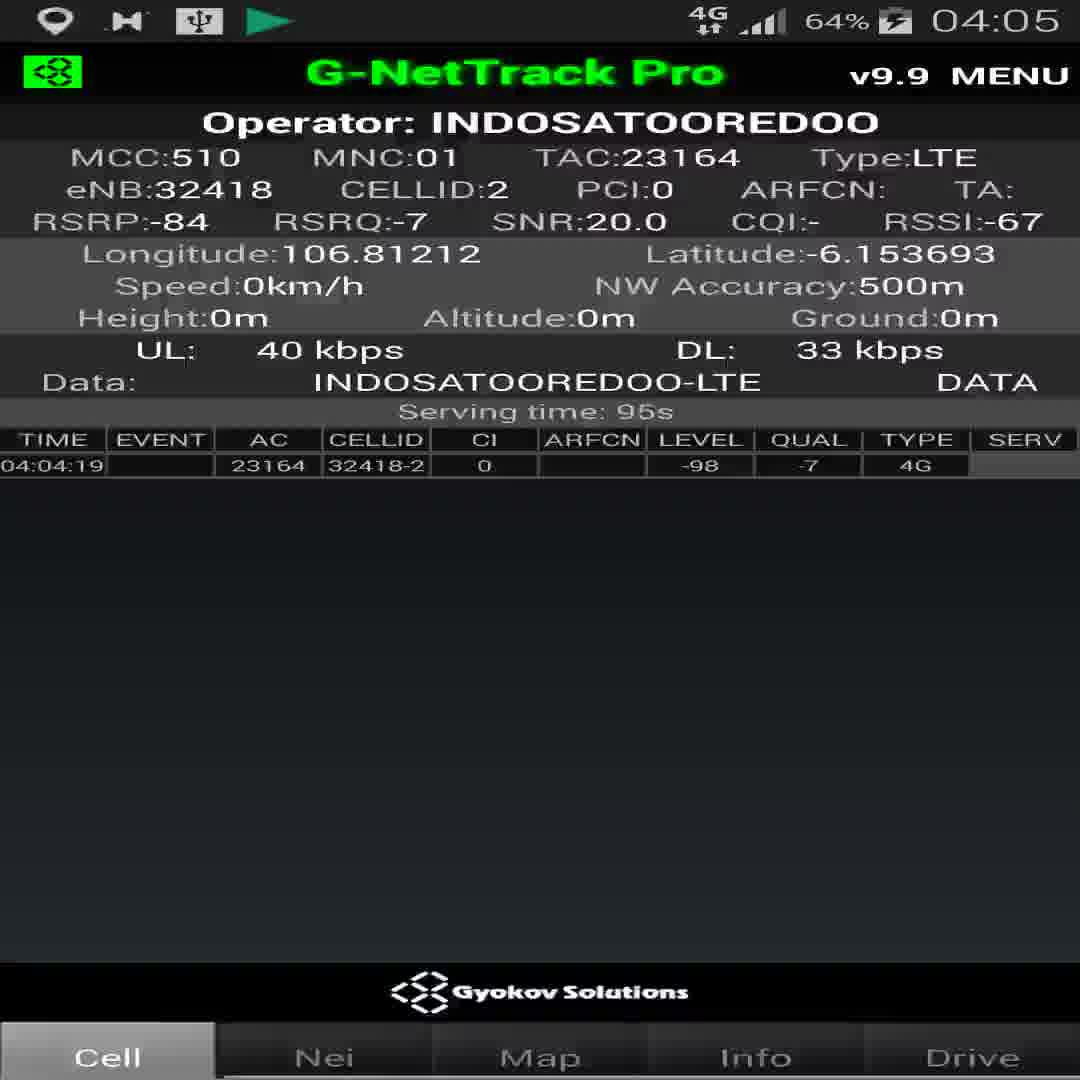 4G 64% 04:05
G-NetTrack Pro v9.9 MENU
Operator: INDOSATOOREDOO
MCC:510 MNC:01 TAC:23164 Type:LTE
eNB:32418 CELLID:2 PCI:0 ARFCN: TA:
RSRP:-84 RSRQ:-7 SNR:20.0 CQI:- RSSI:-67
Longitude:106.81212 Latitude:-6.153693
Speed:0km/h NW Accuracy:500m
Height:0m Altitude:0m Ground:0m
UL: 40 kbps DL: 33 kbps
Data: INDOSATOOREDOO-LTE DATA
Serving time: 95s
TIME EVENT AC CELLID CI ARFCN LEVEL QUAL TYPE SERV
04:04:19 23164 32418-2 0 -98 -7 4G
Gyokov Solutions
Cell Nei Map Info Drive